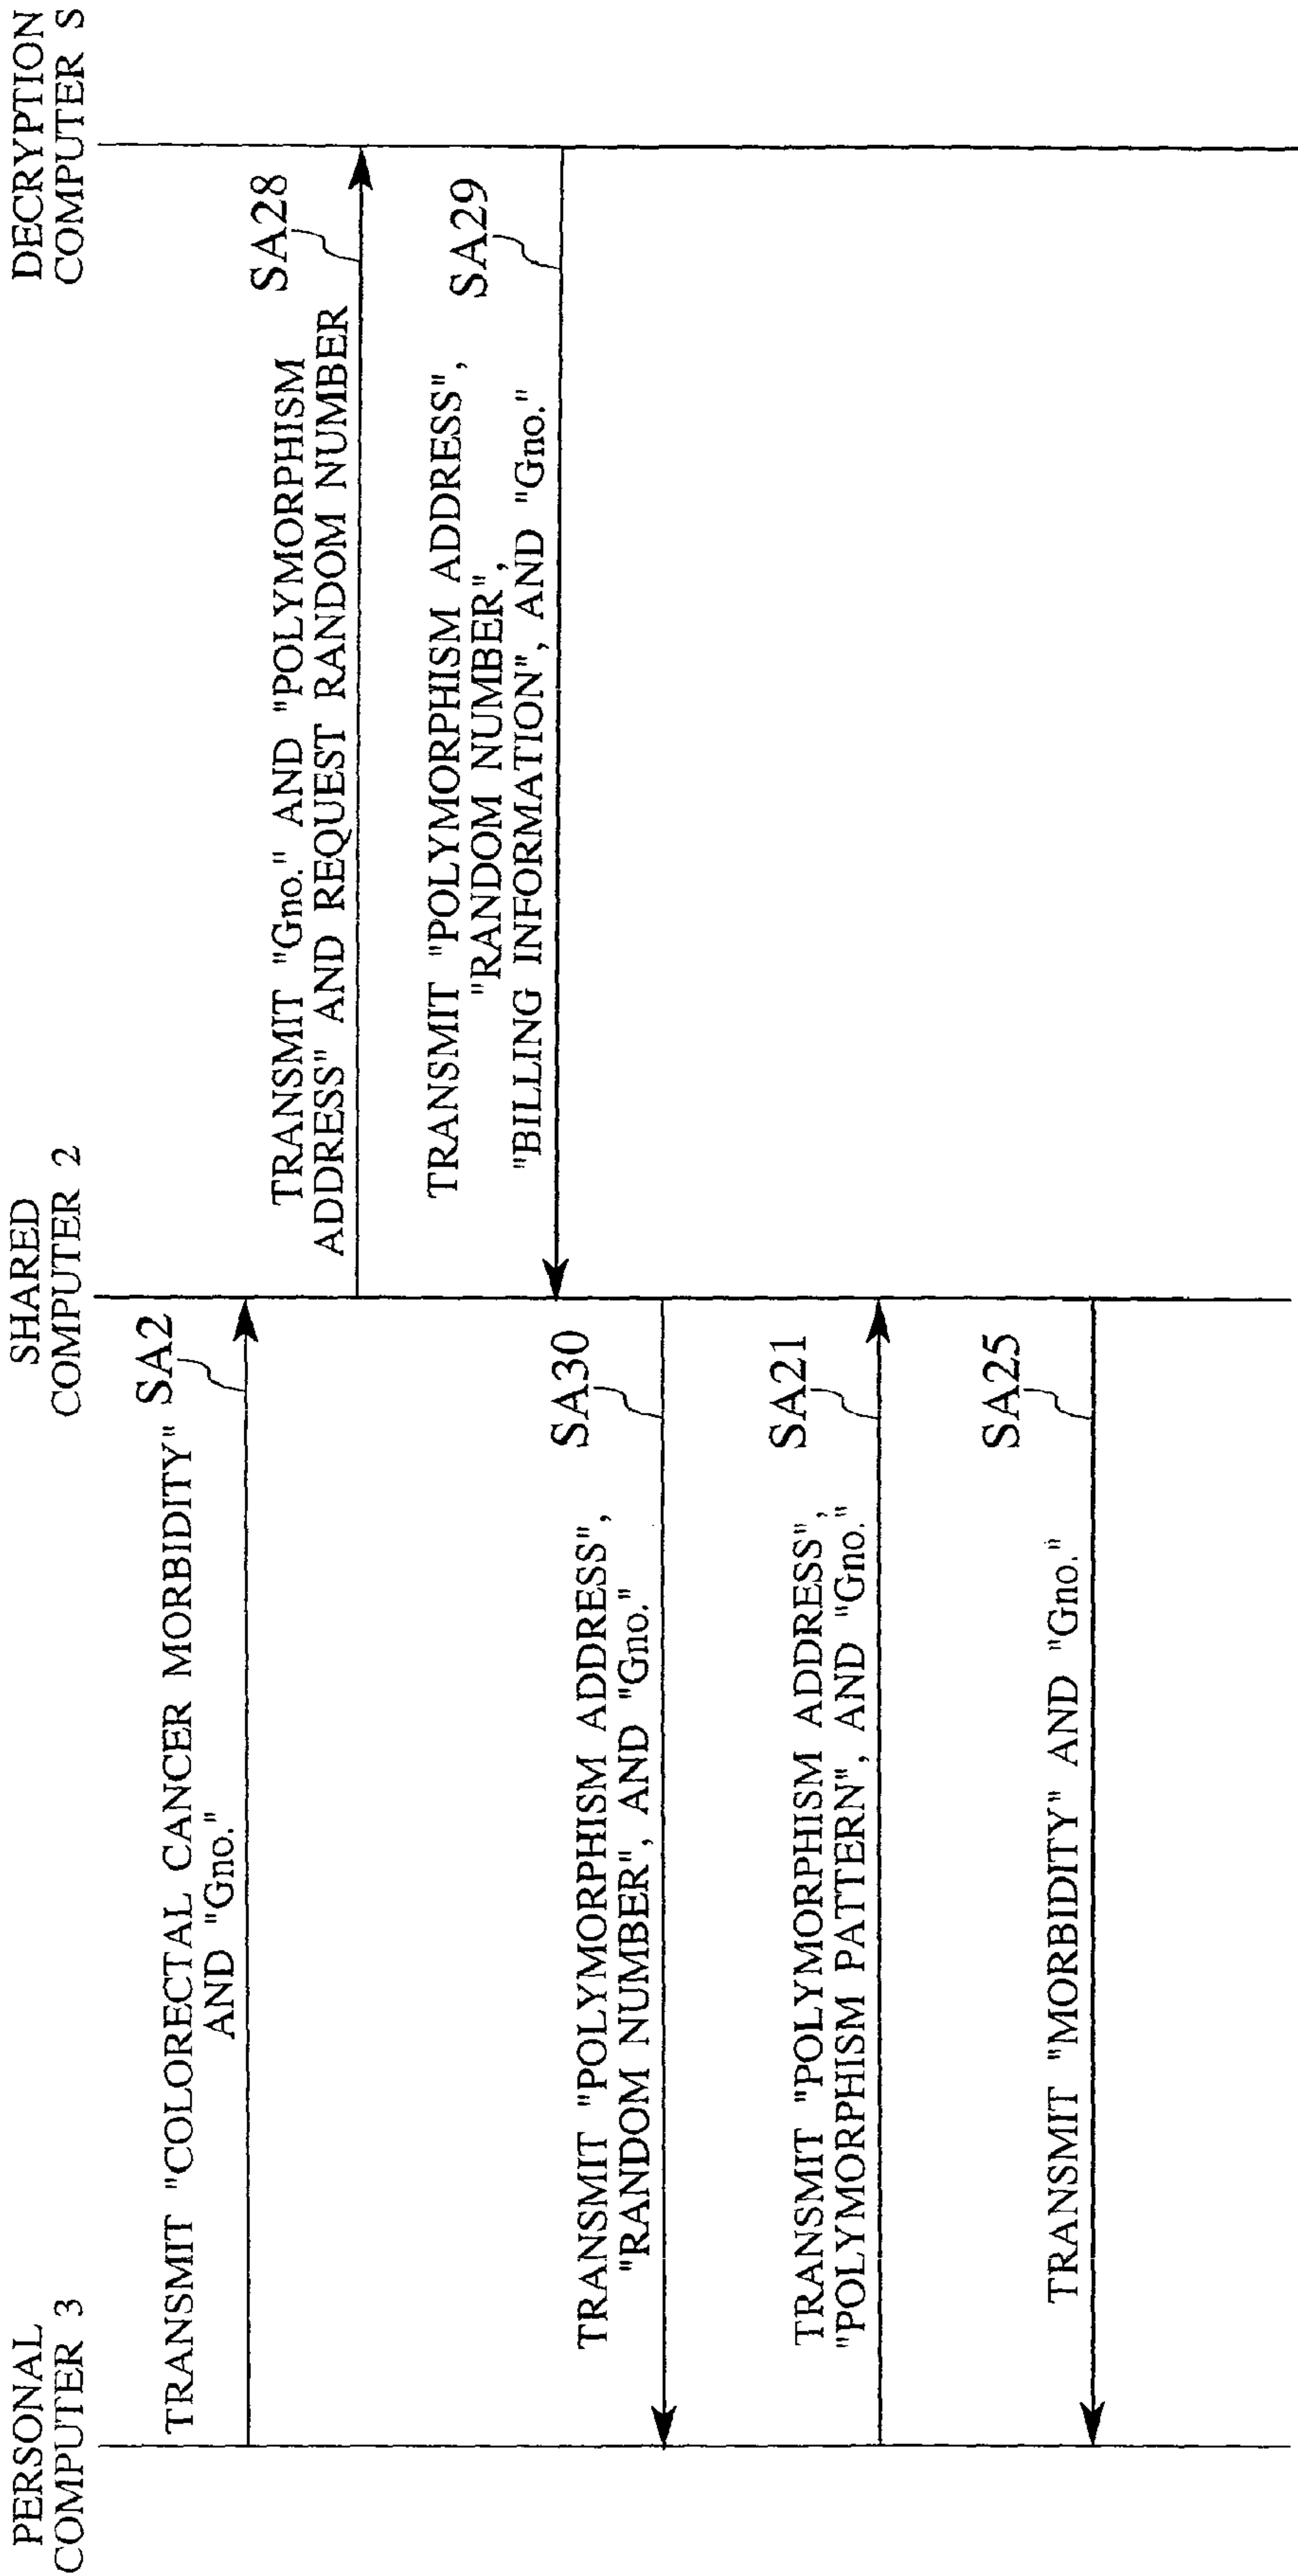 PERSONAL
COMPUTER 3
SHARED
COMPUTER 2
DECRYPTION
COMPUTER S
TRANSMIT "COLORECTAL CANCER MORBIDITY"
AND "Gno."
SA2
TRANSMIT "Gno." AND "POLYMORPHISM
ADDRESS" AND REQUEST RANDOM NUMBER
SA28
TRANSMIT "POLYMORPHISM ADDRESS",
"RANDOM NUMBER",
"BILLING INFORMATION", AND "Gno."
SA29
TRANSMIT "POLYMORPHISM ADDRESS",
"RANDOM NUMBER", AND "Gno."
SA30
TRANSMIT "POLYMORPHISM ADDRESS",
"POLYMORPHISM PATTERN", AND "Gno."
SA21
TRANSMIT "MORBIDITY" AND "Gno."
SA25